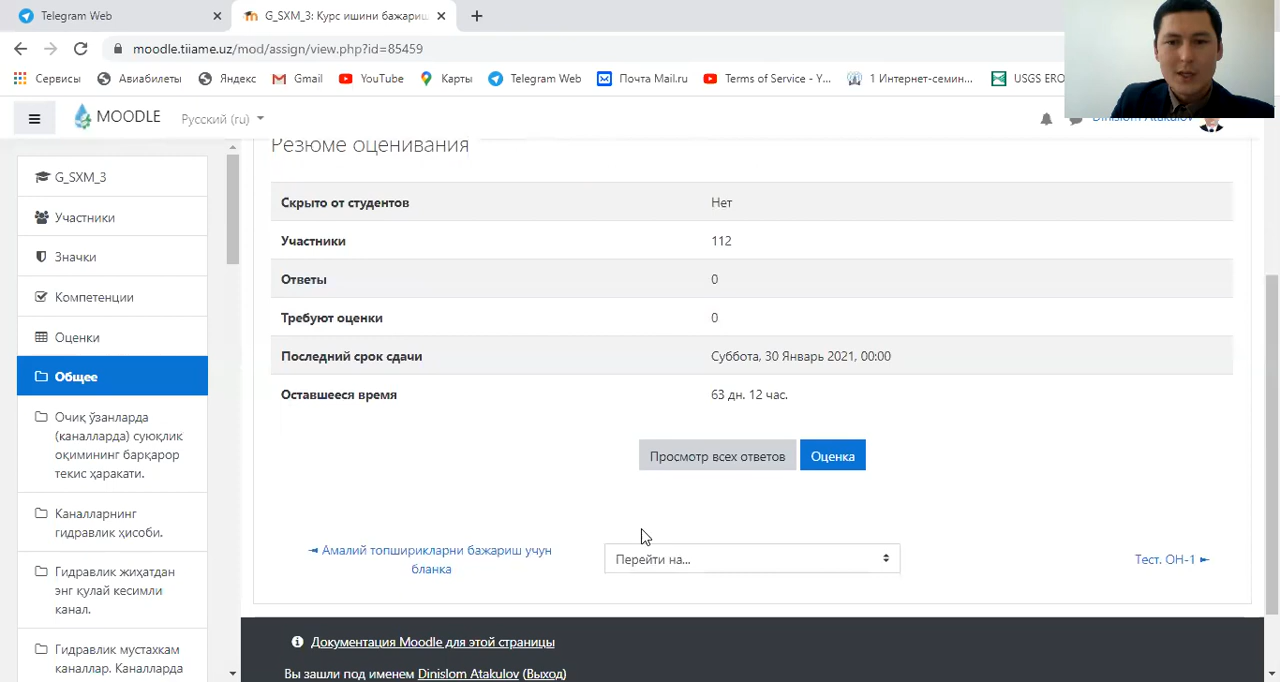 Telegram Web
G_SXM_3: Курс ишини бажариш
moodle.tiiame.uz/mod/assign/view.php?id=85459
Сервисы Авиабилеты Яндекс Gmail YouTube Карты Telegram Web Почта Mail.ru Terms of Service - Y... 1 Интернет-семин... USGS ERO
MOODLE Русский (ru) Dinislom Atakulov
G_SXM_3
Участники
Значки
Компетенции
Оценки
Общее
Очиқ ўзанларда
(каналларда) суюқлик
оқимининг барқарор
текис ҳаракати.
Каналларнинг
гидравлик ҳисоби.
Гидравлик жиҳатдан
энг қулай кесимли
канал.
Гидравлик мустахкам
каналлар. Каналларда
Резюме оценивания
Скрыто от студентов Нет
Участники 112
Ответы 0
Требуют оценки 0
Последний срок сдачи Суббота, 30 Январь 2021, 00:00
Оставшееся время 63 дн. 12 час.
Просмотр всех ответов Оценка
◄ Амалий топширикларни бажариш учун
бланка
Перейти на...
Тест. ОН-1 ►
Документация Moodle для этой страницы
Вы зашли под именем Dinislom Atakulov (Выход)